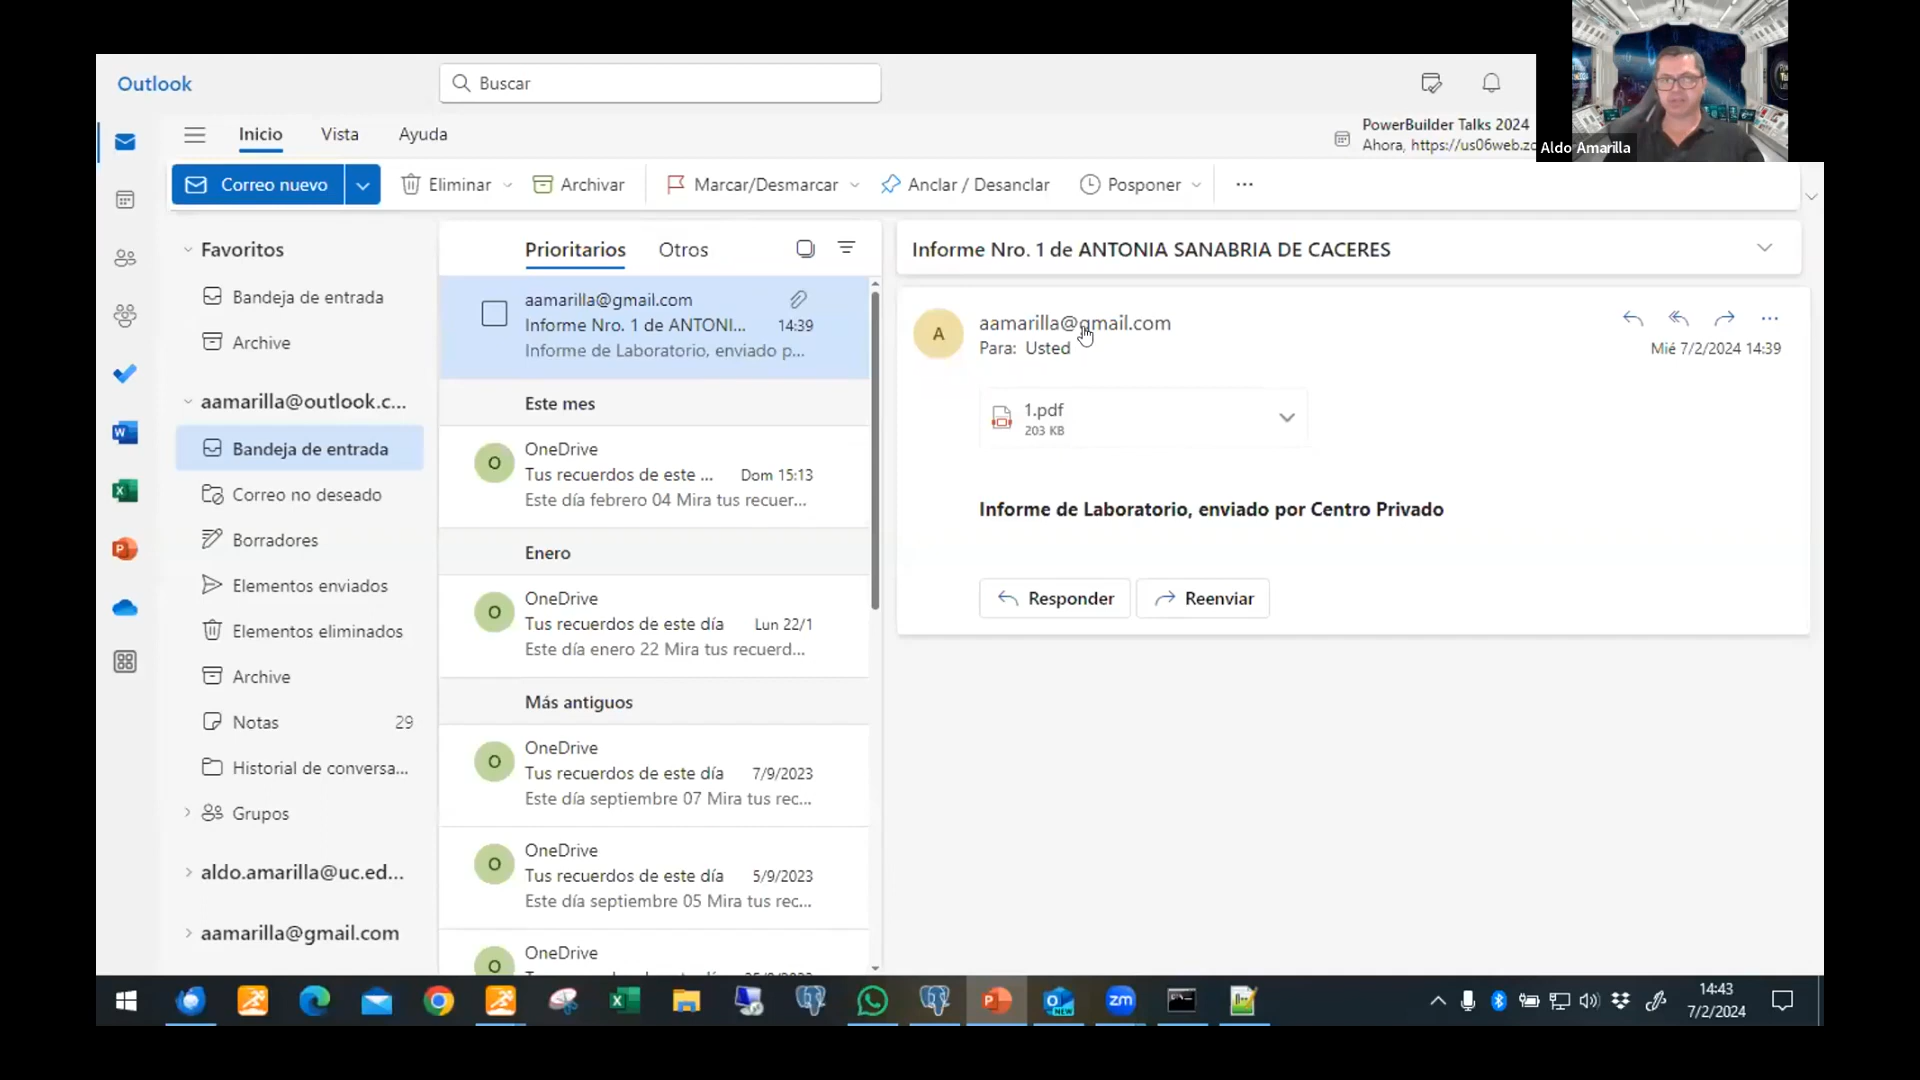 Outlook
Buscar
PowerBuilder Talks 2024
Ahora, https://us06web.zo
Aldo Amarilla
Inicio
Vista
Ayuda
Correo nuevo
Eliminar
Archivar
Marcar/Desmarcar
Anclar / Desanclar
Posponer
Favoritos
Bandeja de entrada
Archive
aamarilla@outlook.c...
Bandeja de entrada
Correo no deseado
Borradores
Elementos enviados
Elementos eliminados
Archive
Notas 29
Historial de conversa...
Grupos
aldo.amarilla@uc.ed...
aamarilla@gmail.com
Prioritarios
Otros
aamarilla@gmail.com
Informe Nro. 1 de ANTONI... 14:39
Informe de Laboratorio, enviado p...
Este mes
O
OneDrive
Tus recuerdos de este ... Dom 15:13
Este día febrero 04 Mira tus recuer...
Enero
O
OneDrive
Tus recuerdos de este día Lun 22/1
Este día enero 22 Mira tus recuerd...
Más antiguos
O
OneDrive
Tus recuerdos de este día 7/9/2023
Este día septiembre 07 Mira tus rec...
O
OneDrive
Tus recuerdos de este día 5/9/2023
Este día septiembre 05 Mira tus rec...
O
OneDrive
Informe Nro. 1 de ANTONIA SANABRIA DE CACERES
A
aamarilla@gmail.com
Para: Usted
Mié 7/2/2024 14:39
1.pdf
203 KB
Informe de Laboratorio, enviado por Centro Privado
Responder
Reenviar
zm
NEW
14:43
7/2/2024